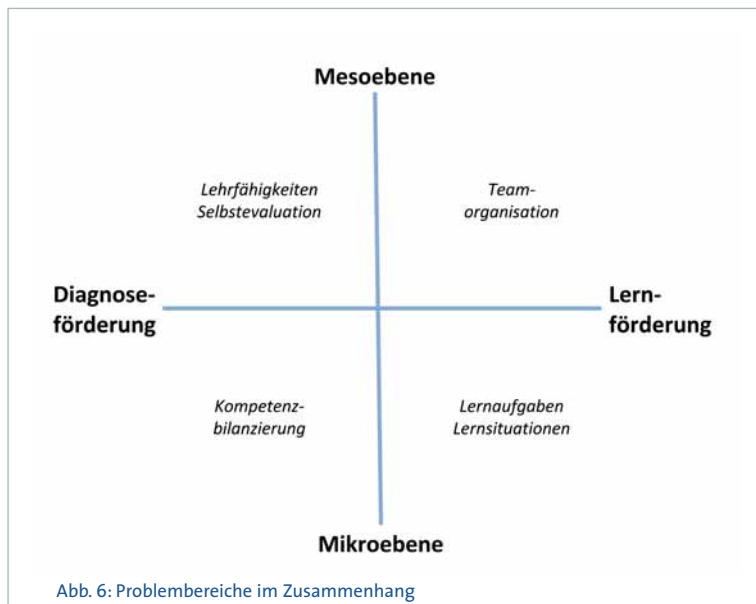 Mesoebene
Lehrfähigkeiten
Selbstevaluation
Team-
organisation
Diagnose-
förderung
Lern-
förderung
Kompetenz-
bilanzierung
Lernaufgaben
Lernsituationen
Mikroebene
Abb. 6: Problembereiche im Zusammenhang